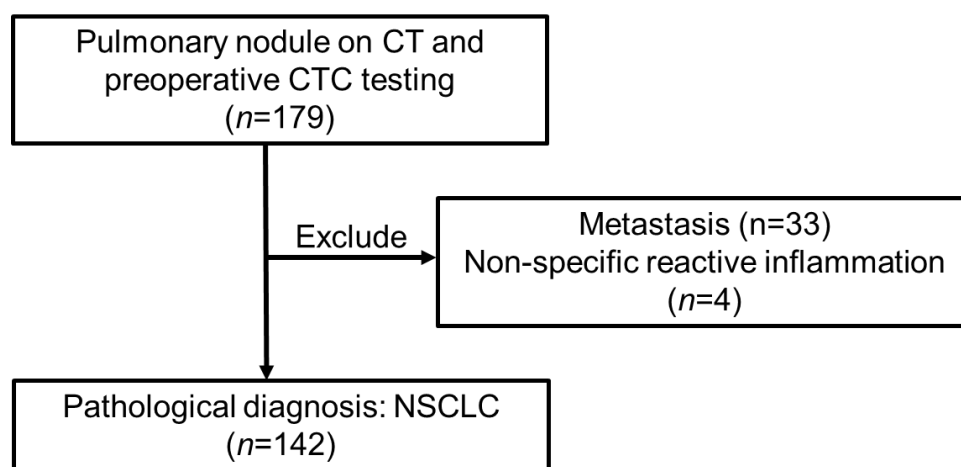 Pulmonary nodule on CT and
preoperative CTC testing
(n=179)
Exclude
Metastasis (n=33)
Non-specific reactive inflammation
(n=4)
Pathological diagnosis: NSCLC
(n=142)